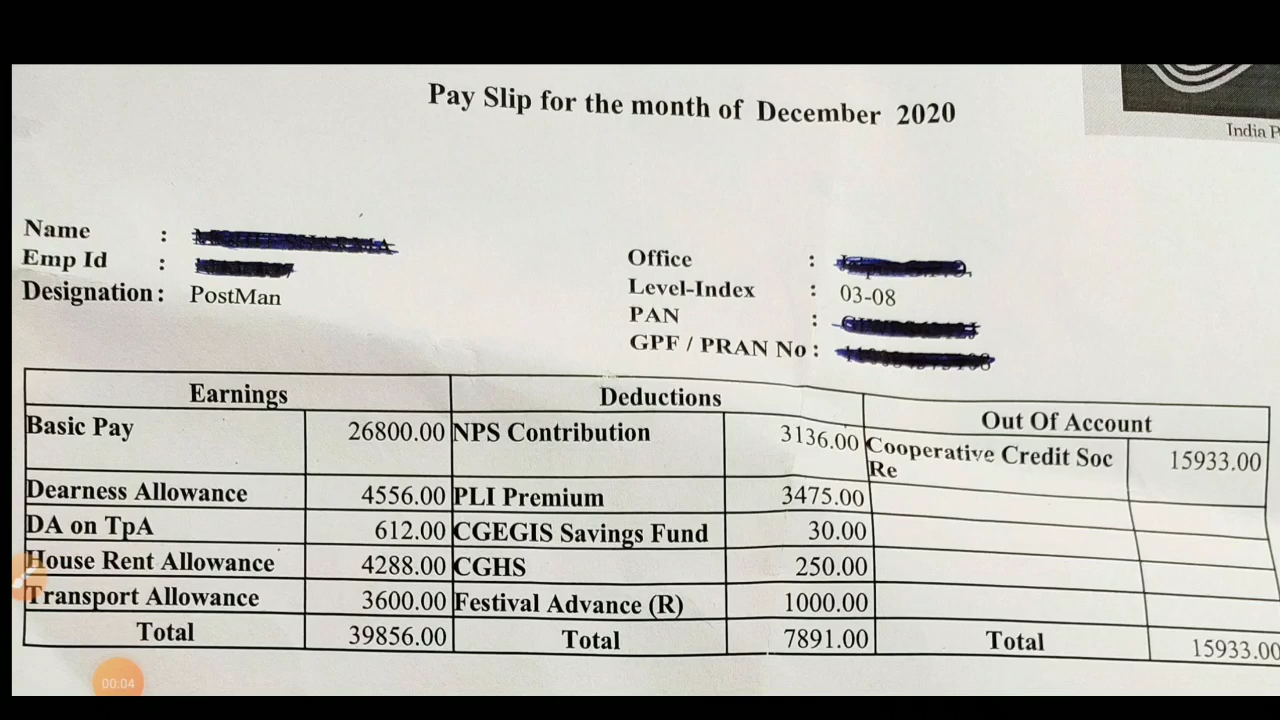 Pay Slip for the month of December 2020
India P
Name :
Emp Id :
Designation : PostMan
Office :
Level-Index : 03-08
PAN :
GPF / PRAN No :
Earnings Deductions Out Of Account
Basic Pay 26800.00 NPS Contribution 3136.00 Cooperative Credit Soc 15933.00
Re
Dearness Allowance 4556.00 PLI Premium 3475.00
DA on TpA 612.00 CGEGIS Savings Fund 30.00
House Rent Allowance 4288.00 CGHS 250.00
Transport Allowance 3600.00 Festival Advance (R) 1000.00
Total 39856.00 Total 7891.00 Total 15933.00
00:04